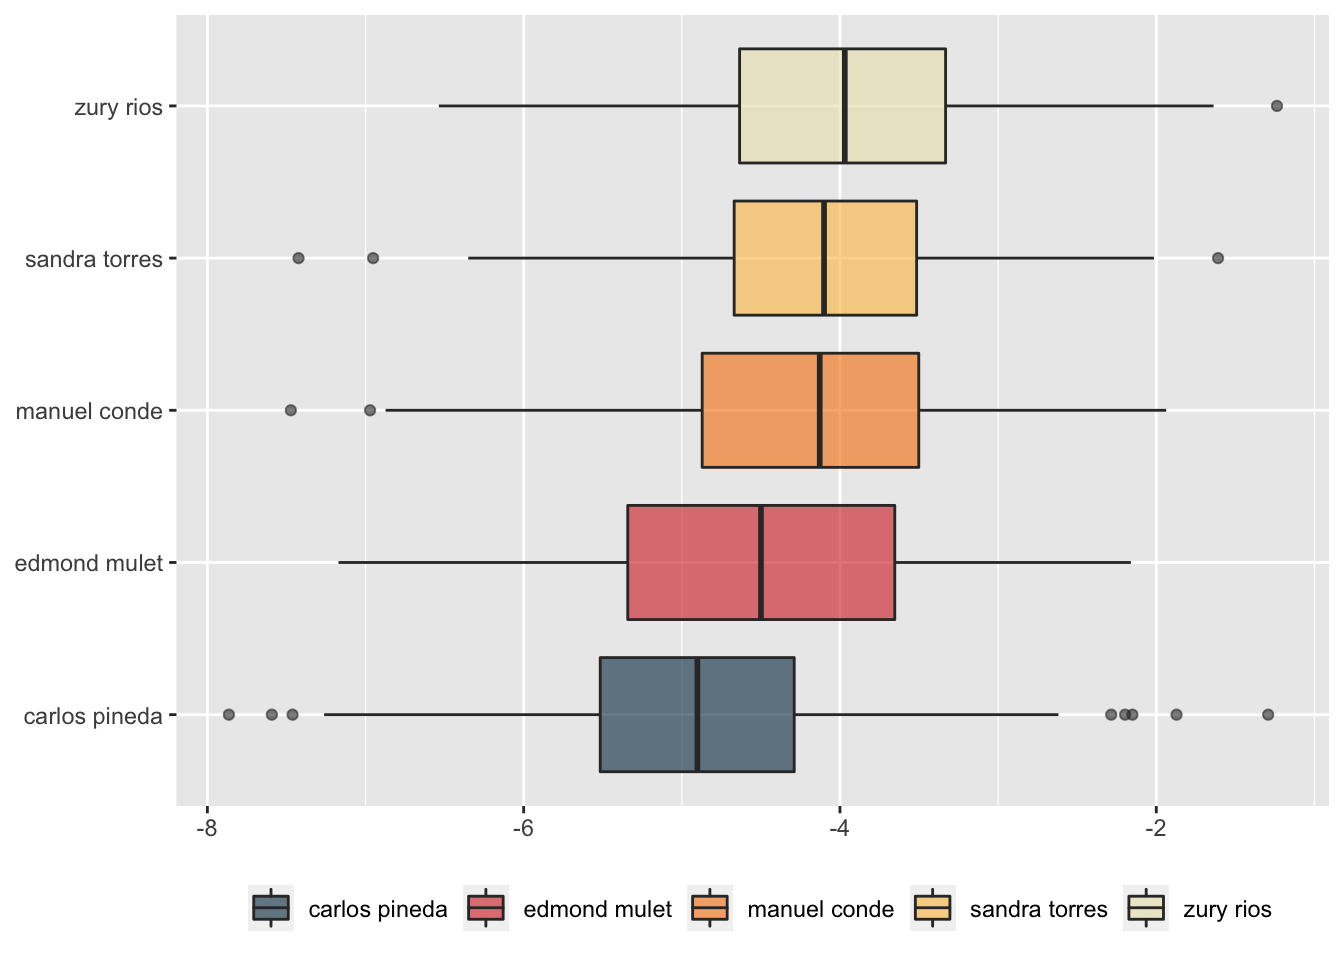 zury rios
sandra torres
manuel conde
edmond mulet
carlos pineda
-8 -6 -4 -2
carlos pineda edmond mulet manuel conde sandra torres zury rios